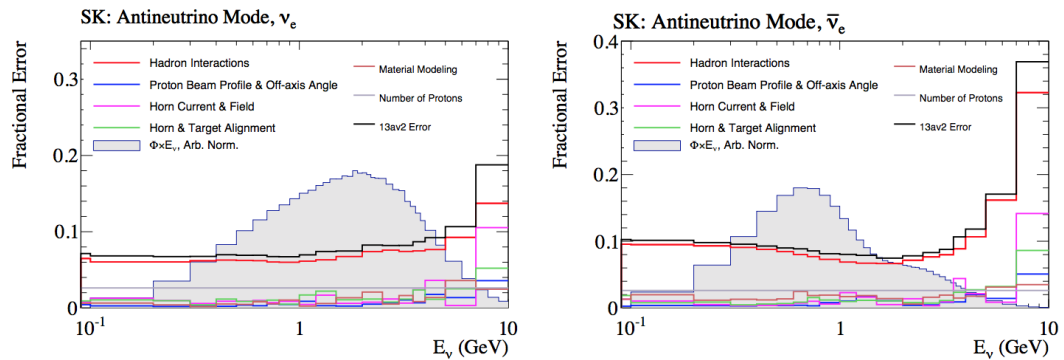 SK: Antineutrino Mode, νe
Fractional Error
0.3
0.2
0.1
0
Hadron Interactions
Proton Beam Profile & Off-axis Angle
Horn Current & Field
Horn & Target Alignment
Φ×Eν, Arb. Norm.
Material Modeling
Number of Protons
13av2 Error
10⁻¹
1
10
Eν (GeV)
SK: Antineutrino Mode, ν̄e
Fractional Error
0.4
0.3
0.2
0.1
0
Hadron Interactions
Proton Beam Profile & Off-axis Angle
Horn Current & Field
Horn & Target Alignment
Φ×Eν, Arb. Norm.
Material Modeling
Number of Protons
13av2 Error
10⁻¹
1
10
Eν (GeV)